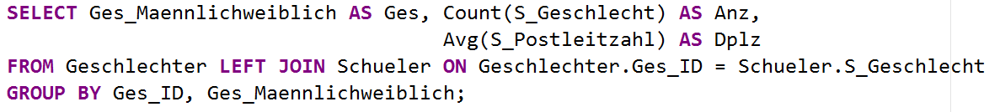 SELECT Ges_Maennlichweiblich AS Ges, Count(S_Geschlecht) AS Anz,
Avg(S_Postleitzahl) AS Dplz
FROM Geschlechter LEFT JOIN Schueler ON Geschlechter.Ges_ID = Schueler.S_Geschlecht
GROUP BY Ges_ID, Ges_Maennlichweiblich;